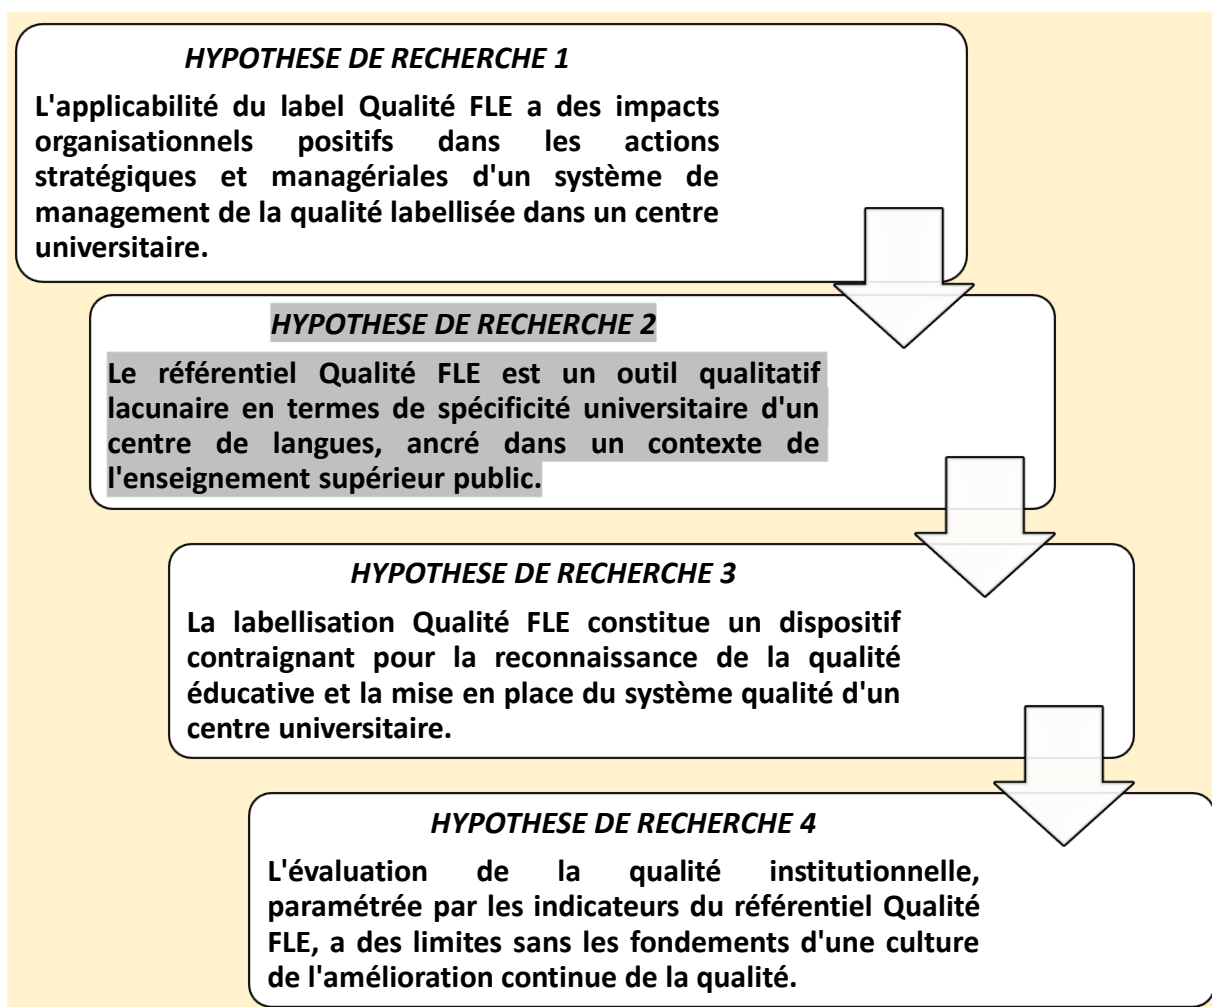 HYPOTHESE DE RECHERCHE 1
L'applicabilité du label Qualité FLE a des impacts
organisationnels positifs dans les actions
stratégiques et managériales d'un système de
management de la qualité labellisée dans un centre
universitaire.
HYPOTHESE DE RECHERCHE 2
Le référentiel Qualité FLE est un outil qualitatif
lacunaire en termes de spécificité universitaire d'un
centre de langues, ancré dans un contexte de
l'enseignement supérieur public.
HYPOTHESE DE RECHERCHE 3
La labellisation Qualité FLE constitue un dispositif
contraignant pour la reconnaissance de la qualité
éducative et la mise en place du système qualité d'un
centre universitaire.
HYPOTHESE DE RECHERCHE 4
L'évaluation de la qualité institutionnelle,
paramétrée par les indicateurs du référentiel Qualité
FLE, a des limites sans les fondements d'une culture
de l'amélioration continue de la qualité.